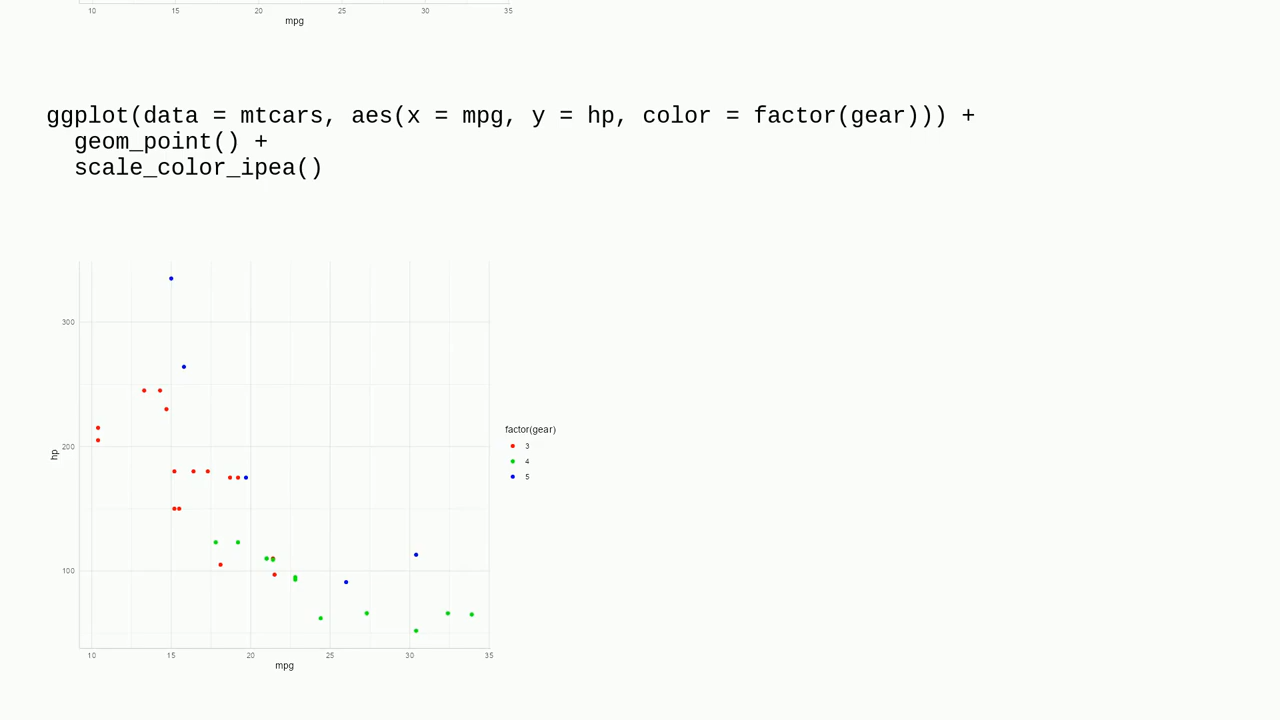 10 15 20 25 30 35
mpg
ggplot(data = mtcars, aes(x = mpg, y = hp, color = factor(gear))) +
geom_point() +
scale_color_ipea()
300
200
100
hp
10 15 20 25 30 35
mpg
factor(gear)
3
4
5